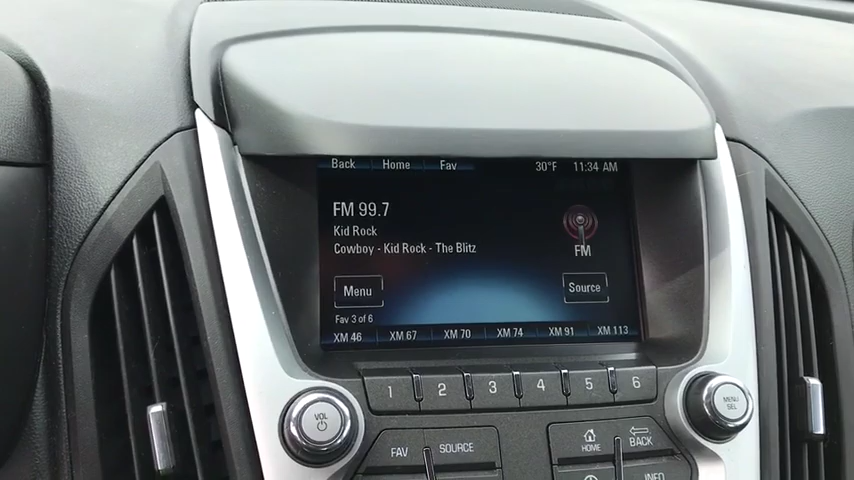 Back Home Fav 30°F 11:34 AM
FM 99.7
Kid Rock
Cowboy - Kid Rock - The Blitz
FM
Menu Source
Fav 3 of 6
XM 46 XM 67 XM 70 XM 74 XM 91 XM 113
1 2 3 4 5 6
VOL
MENU
SEL
FAV SOURCE
HOME BACK
INFO